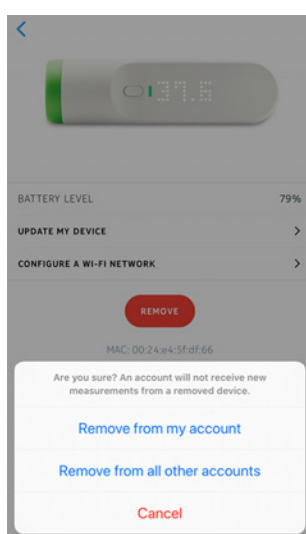 37.6
BATTERY LEVEL 79%
UPDATE MY DEVICE
CONFIGURE A WI-FI NETWORK
REMOVE
MAC: 00:24:e4:5f:df:66
Are you sure? An account will not receive new
measurements from a removed device.
Remove from my account
Remove from all other accounts
Cancel